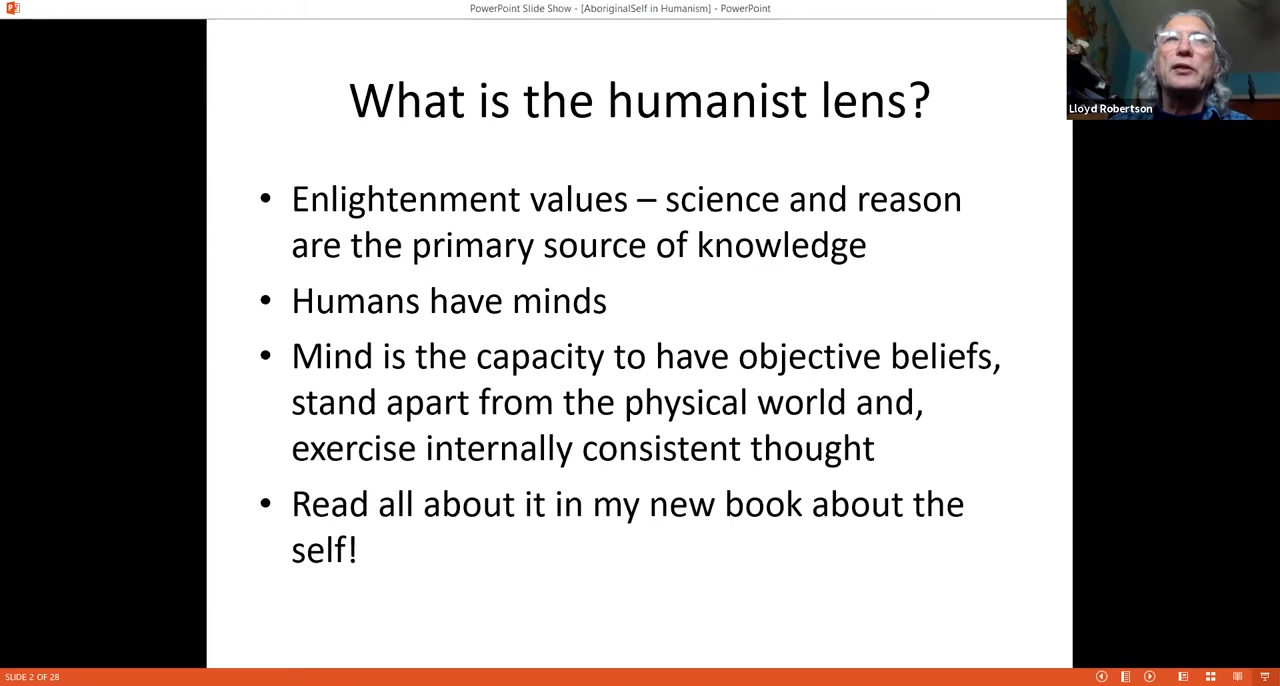 PowerPoint Slide Show - [AboriginalSelf in Humanism] - PowerPoint
Lloyd Robertson
What is the humanist lens?
• Enlightenment values – science and reason
are the primary source of knowledge
• Humans have minds
• Mind is the capacity to have objective beliefs,
stand apart from the physical world and,
exercise internally consistent thought
• Read all about it in my new book about the
self!
SLIDE 2 OF 28